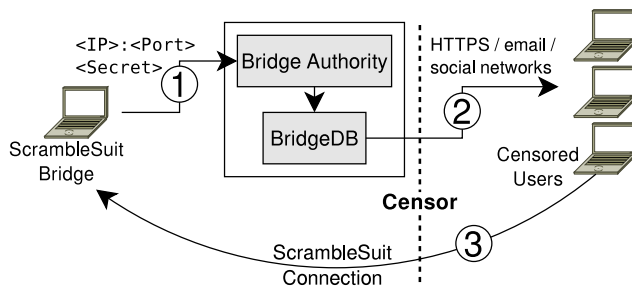 <IP>:<Port>
<Secret>
1
Bridge Authority
BridgeDB
HTTPS / email /
social networks
2
ScrambleSuit
Bridge
Censored
Users
Censor
3
ScrambleSuit
Connection